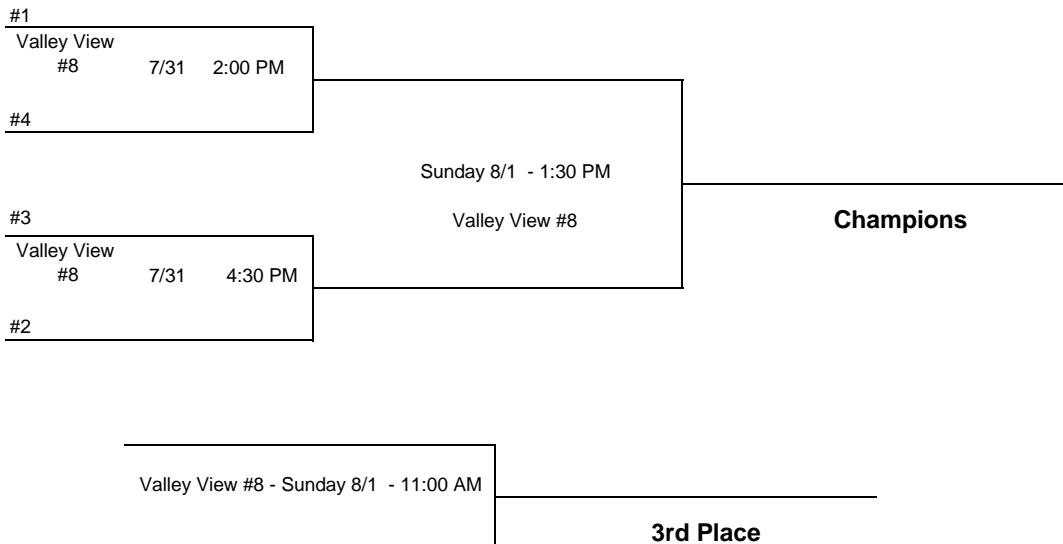 #1
Valley View
#8 7/31 2:00 PM
#4
Sunday 8/1 - 1:30 PM
#3
Valley View #8
Champions
Valley View
#8 7/31 4:30 PM
#2
Valley View #8 - Sunday 8/1 - 11:00 AM
3rd Place